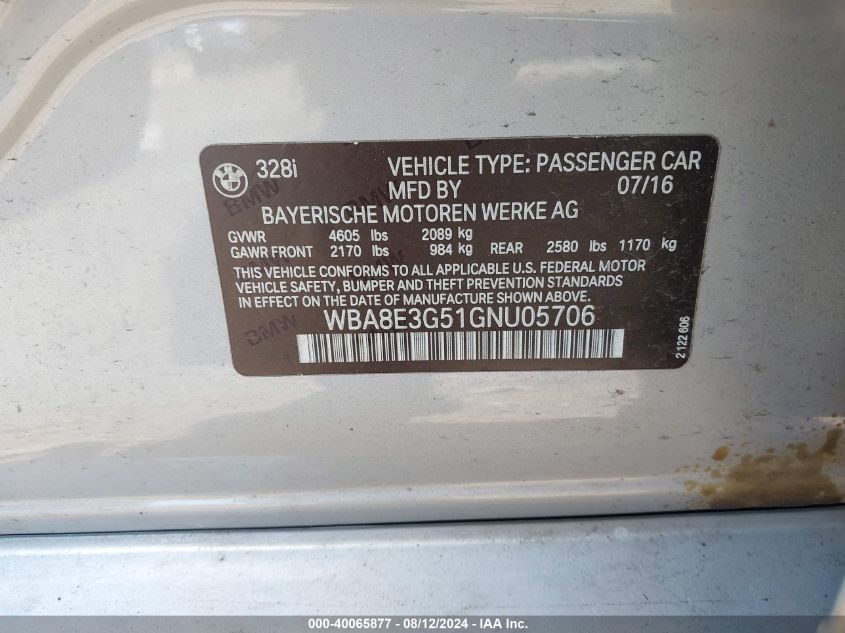 328i VEHICLE TYPE: PASSENGER CAR
MFD BY 07/16
BAYERISCHE MOTOREN WERKE AG
GVWR 4605 lbs 2089 kg
GAWR FRONT 2170 lbs 984 kg REAR 2580 lbs 1170 kg
THIS VEHICLE CONFORMS TO ALL APPLICABLE U.S. FEDERAL MOTOR
VEHICLE SAFETY, BUMPER AND THEFT PREVENTION STANDARDS
IN EFFECT ON THE DATE OF MANUFACTURE SHOWN ABOVE.
WBA8E3G51GNU05706
2 122 606
BMW
BMW
000-40065877 - 08/12/2024 - IAA Inc.